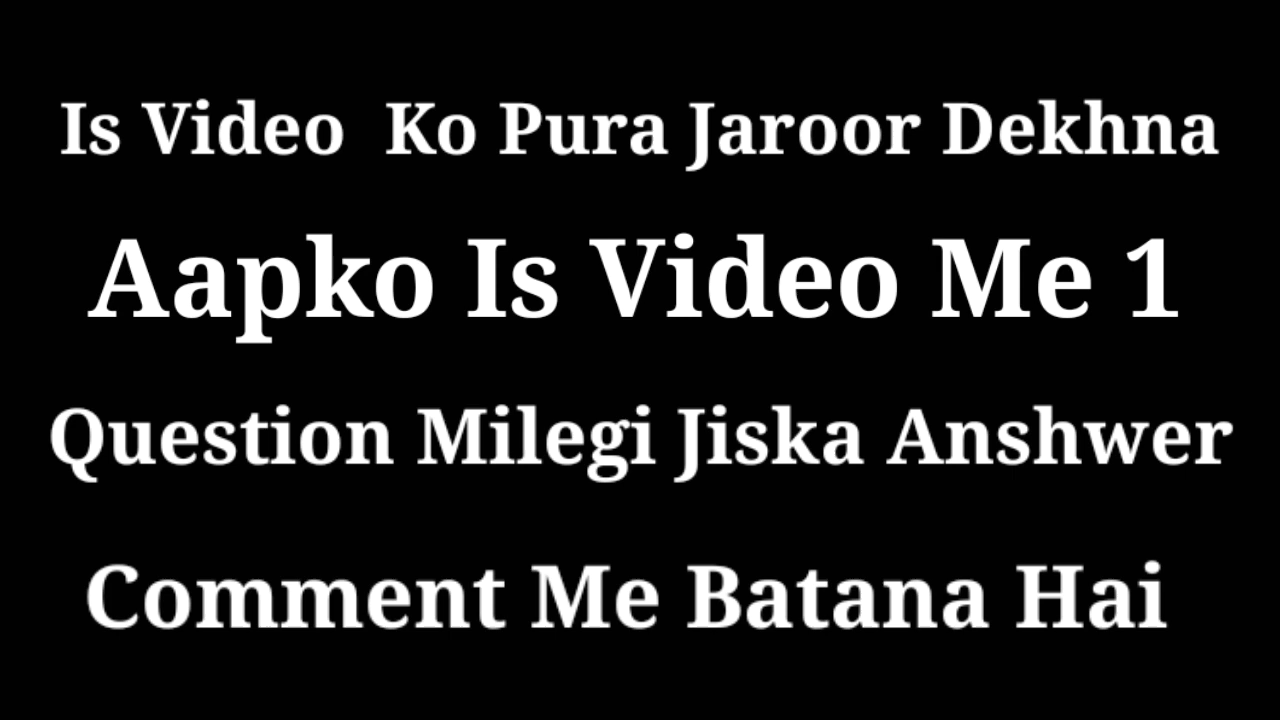 Is Video Ko Pura Jaroor Dekhna
Aapko Is Video Me 1
Question Milegi Jiska Anshwer
Comment Me Batana Hai